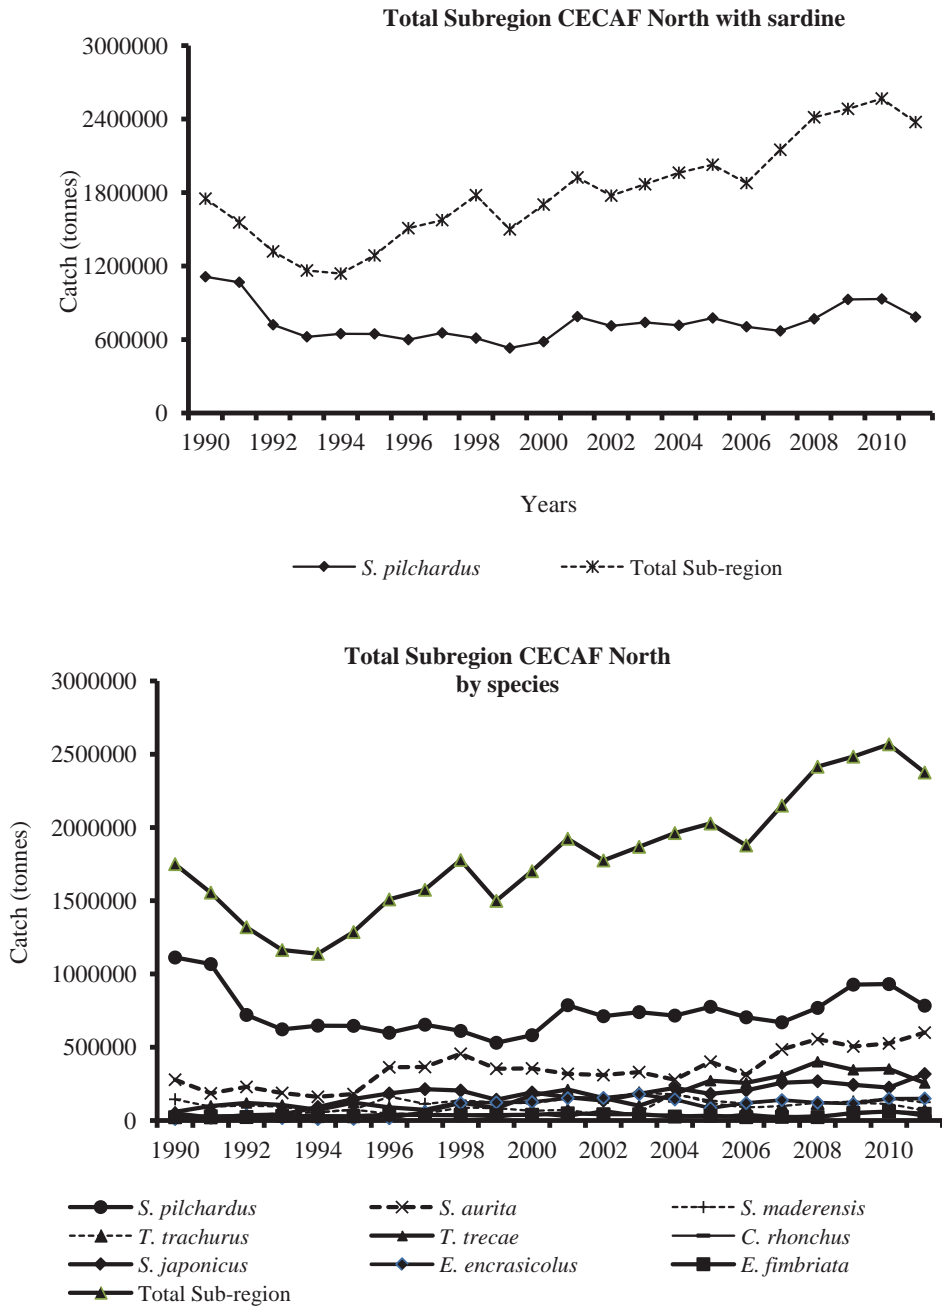 Total Subregion CECAF North with sardine
3000000
2400000
1800000
1200000
600000
0
Catch (tonnes)
1990 1992 1994 1996 1998 2000 2002 2004 2006 2008 2010
Years
S. pilchardus Total Sub-region
Total Subregion CECAF North
by species
3000000
2500000
2000000
1500000
1000000
500000
0
Catch (tonnes)
1990 1992 1994 1996 1998 2000 2002 2004 2006 2008 2010
S. pilchardus S. aurita S. maderensis
T. trachurus T. trecae C. rhonchus
S. japonicus E. encrasicolus E. fimbriata
Total Sub-region